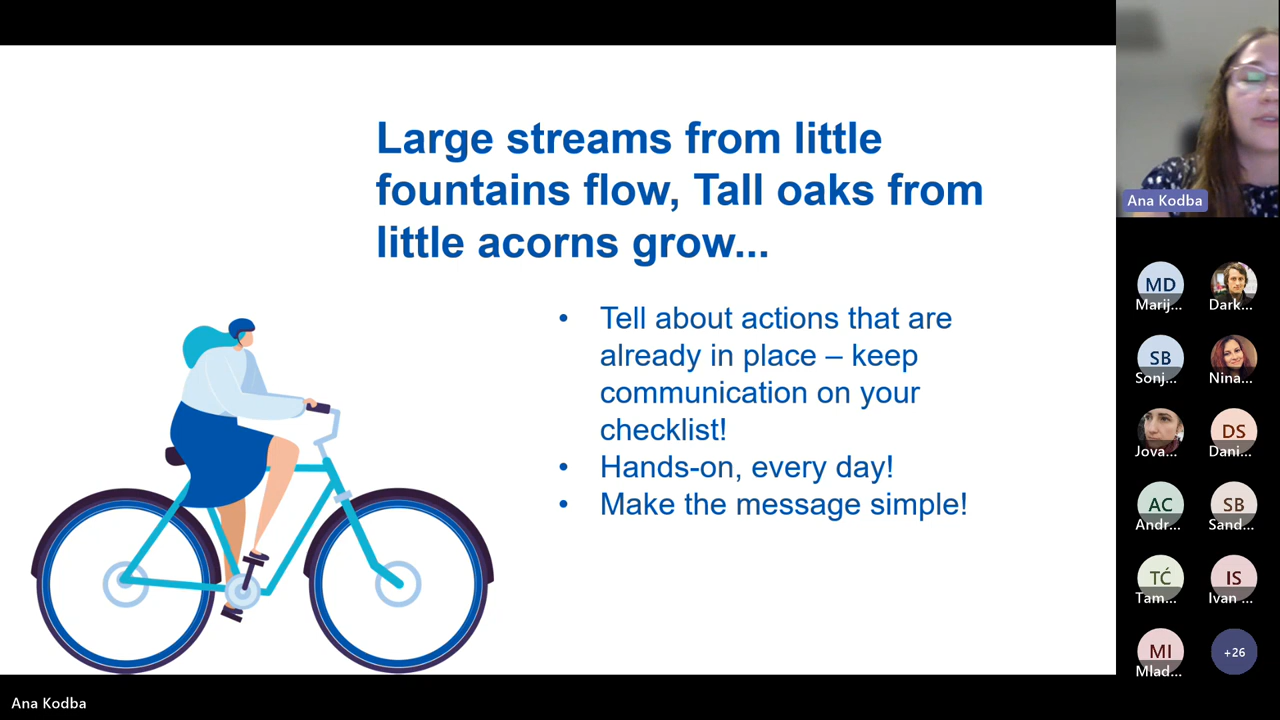 Large streams from little
fountains flow, Tall oaks from
little acorns grow...
• Tell about actions that are
already in place – keep
communication on your
checklist!
• Hands-on, every day!
• Make the message simple!
Ana Kodba
MD
Marij...
Dark...
SB
Sonj...
Nina...
Jova...
DS
Dani...
AC
Andr...
SB
Sand...
TĆ
Tam...
IS
Ivan ...
MI
Mlad...
+26
Ana Kodba